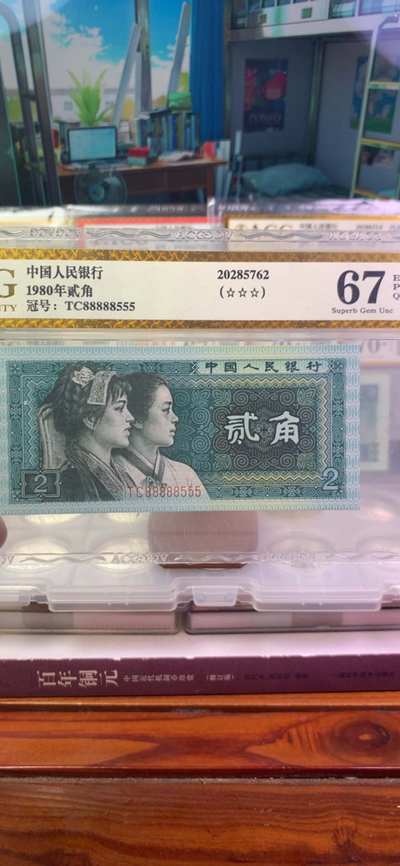 中国人民银行
1980年贰角
冠号: TC88888555
20285762
(☆☆☆)
67
Superb Gem Unc
中国人民银行
贰角
2
TC88888555
2
百年铜元